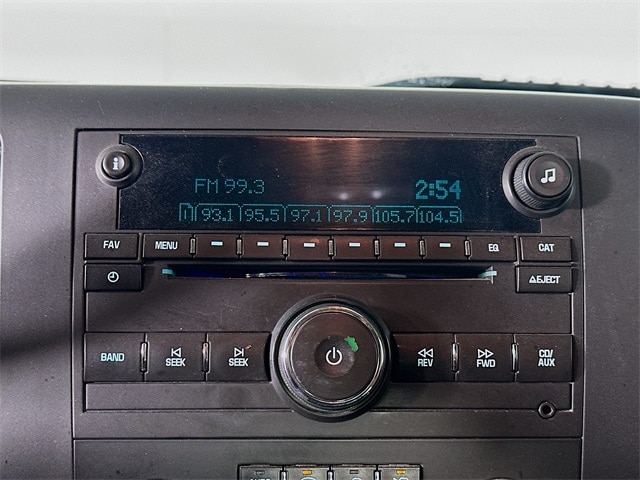 FM 99.3 2:54
1 93.1 95.5 97.1 97.9 105.7 104.5
FAV MENU EQ CAT
EJECT
BAND SEEK SEEK REV FWD CD/
AUX